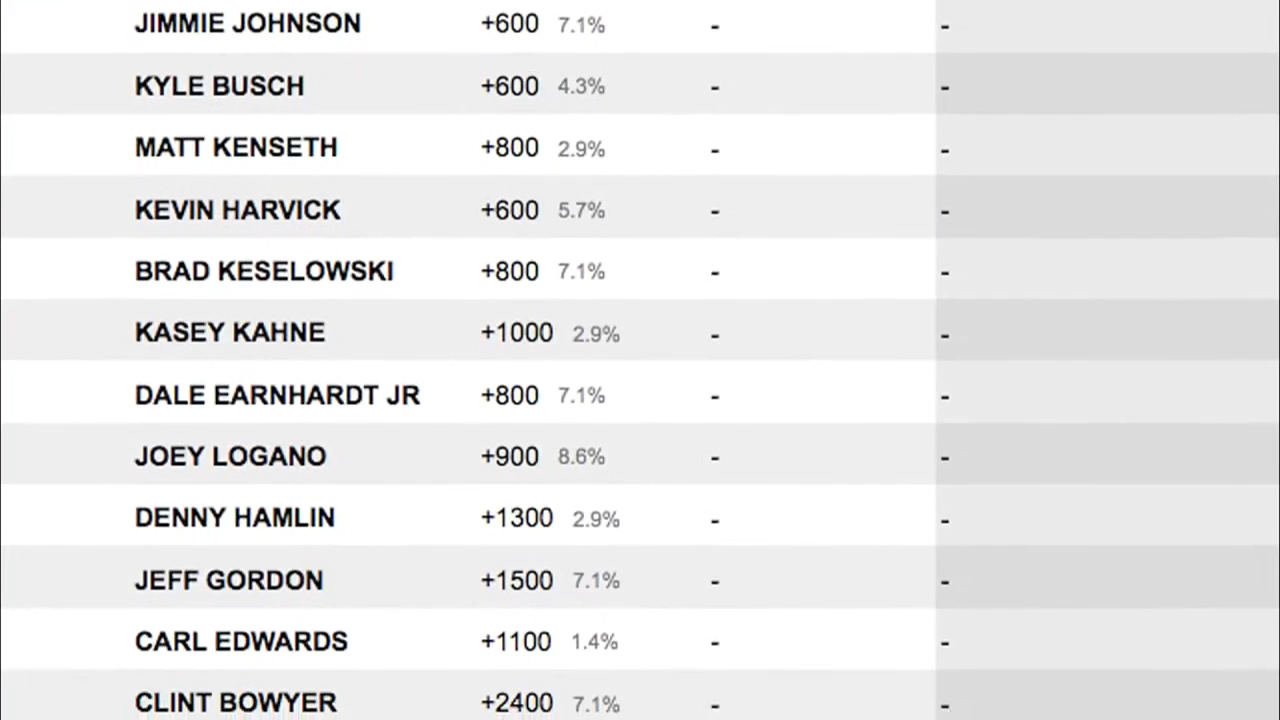 JIMMIE JOHNSON +600 7.1% - -
KYLE BUSCH +600 4.3% - -
MATT KENSETH +800 2.9% - -
KEVIN HARVICK +600 5.7% - -
BRAD KESELOWSKI +800 7.1% - -
KASEY KAHNE +1000 2.9% - -
DALE EARNHARDT JR +800 7.1% - -
JOEY LOGANO +900 8.6% - -
DENNY HAMLIN +1300 2.9% - -
JEFF GORDON +1500 7.1% - -
CARL EDWARDS +1100 1.4% - -
CLINT BOWYER +2400 7.1% - -